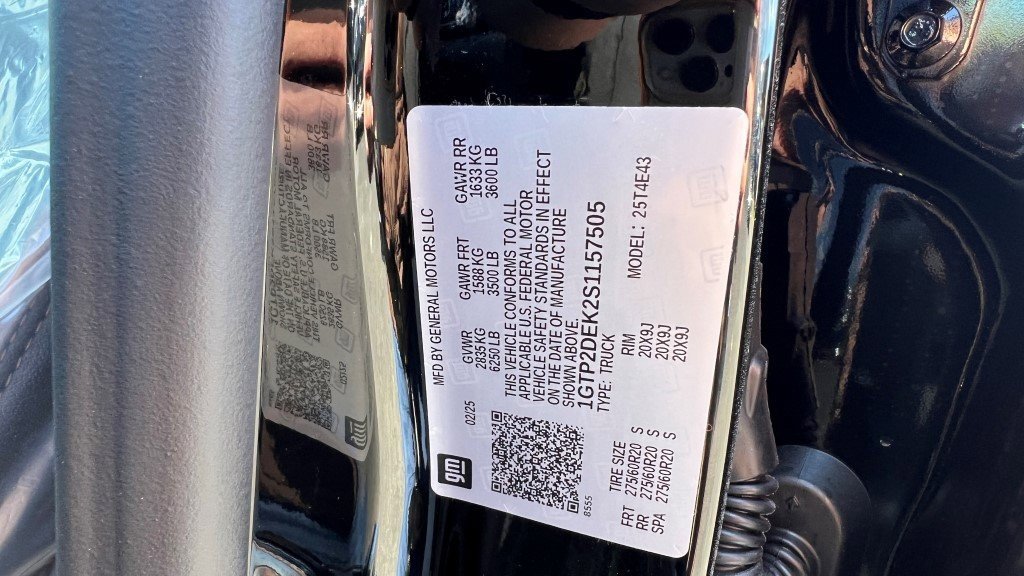 gm
MFD BY GENERAL MOTORS LLC
02/25
GVWR GAWR FRT GAWR RR
2835 KG 1588 KG 1633 KG
6250 LB 3500 LB 3600 LB
THIS VEHICLE CONFORMS TO ALL
APPLICABLE U.S. FEDERAL MOTOR
VEHICLE SAFETY STANDARDS IN EFFECT
ON THE DATE OF MANUFACTURE
SHOWN ABOVE.
1GTP2DEK2S1157505
TYPE: TRUCK MODEL: 25T4E43
8555
TIRE SIZE RIM
FRT 275/60R20 S 20X9J
RR 275/60R20 S 20X9J
SPA 275/60R20 S 20X9J